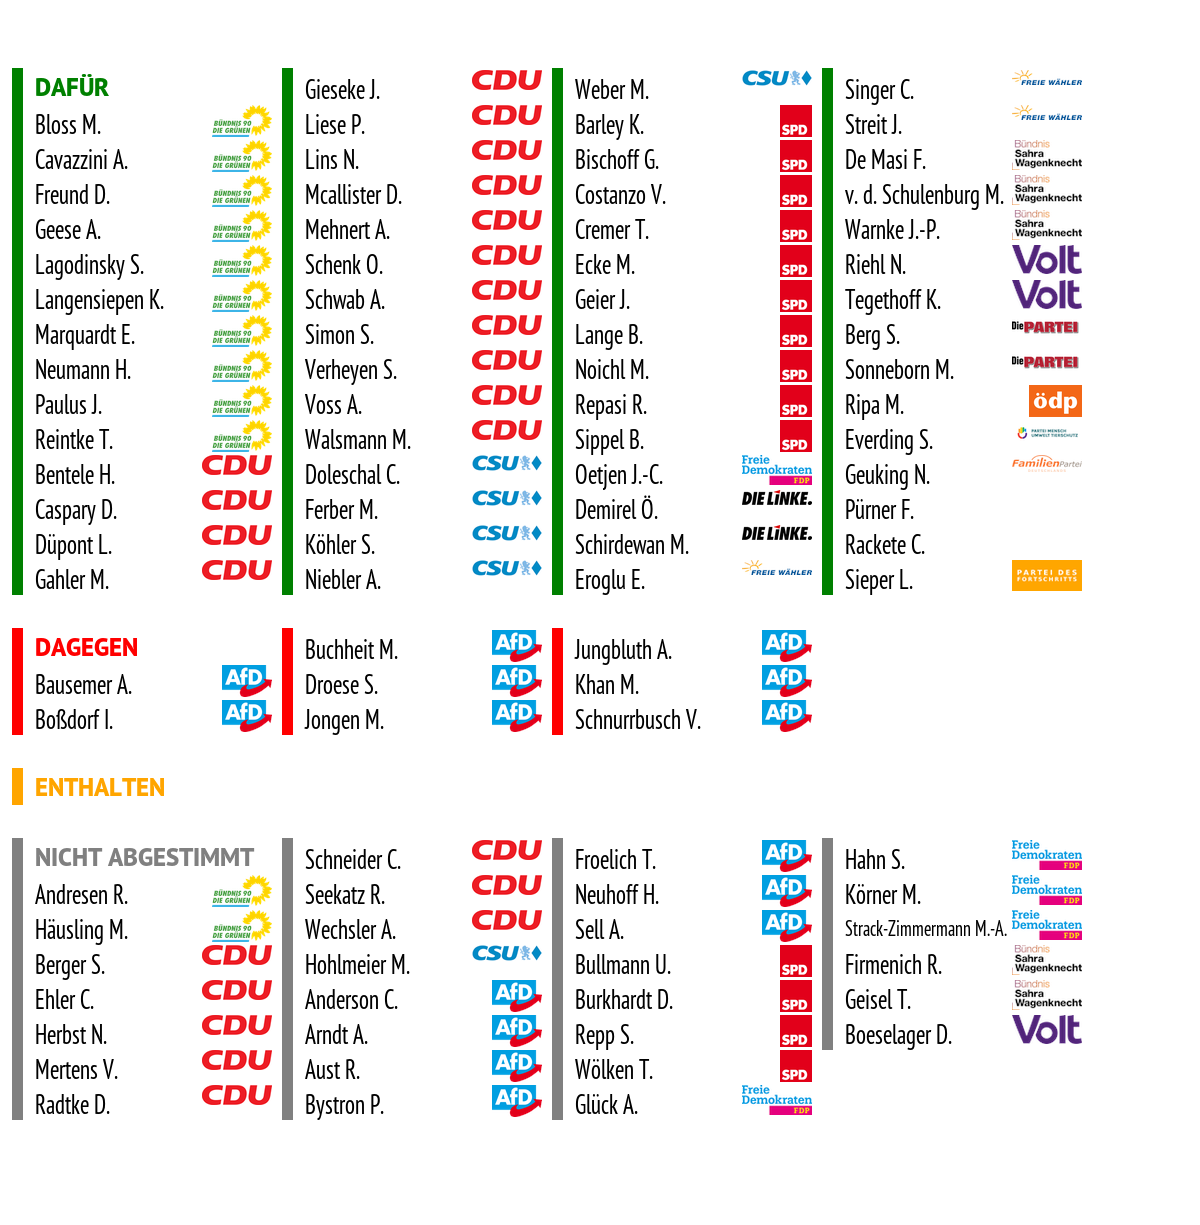 DAFÜR
Bloss M. BÜNDNIS 90 DIE GRÜNEN
Cavazzini A. BÜNDNIS 90 DIE GRÜNEN
Freund D. BÜNDNIS 90 DIE GRÜNEN
Geese A. BÜNDNIS 90 DIE GRÜNEN
Lagodinsky S. BÜNDNIS 90 DIE GRÜNEN
Langensiepen K. BÜNDNIS 90 DIE GRÜNEN
Marquardt E. BÜNDNIS 90 DIE GRÜNEN
Neumann H. BÜNDNIS 90 DIE GRÜNEN
Paulus J. BÜNDNIS 90 DIE GRÜNEN
Reintke T. BÜNDNIS 90 DIE GRÜNEN
Bentele H. CDU
Caspary D. CDU
Düpont L. CDU
Gahler M. CDU
Gieseke J. CDU
Liese P. CDU
Lins N. CDU
Mcallister D. CDU
Mehnert A. CDU
Schenk O. CDU
Schwab A. CDU
Simon S. CDU
Verheyen S. CDU
Voss A. CDU
Walsmann M. CDU
Doleschal C. CSU
Ferber M. CSU
Köhler S. CSU
Niebler A. CSU
Weber M. CSU
Barley K. SPD
Bischoff G. SPD
Costanzo V. SPD
Cremer T. SPD
Ecke M. SPD
Geier J. SPD
Lange B. SPD
Noichl M. SPD
Repasi R. SPD
Sippel B. SPD
Oetjen J.-C. Freie Demokraten FDP
Demirel Ö. DIE LINKE.
Schirdewan M. DIE LINKE.
Eroglu E. FREIE WÄHLER
Singer C. FREIE WÄHLER
Streit J. FREIE WÄHLER
De Masi F. Bündnis Sahra Wagenknecht
v. d. Schulenburg M. Bündnis Sahra Wagenknecht
Warnke J.-P. Bündnis Sahra Wagenknecht
Riehl N. Volt
Tegethoff K. Volt
Berg S. Die PARTEI
Sonneborn M. Die PARTEI
Ripa M. ödp
Everding S. PARTEI MENSCH UMWELT TIERSCHUTZ
Geuking N. FamilienPartei
Pürner F.
Rackete C.
Sieper L. PARTEI DES FORTSCHRITTS
DAGEGEN
Bausemer A. AfD
Boßdorf I. AfD
Buchheit M. AfD
Droese S. AfD
Jongen M. AfD
Jungbluth A. AfD
Khan M. AfD
Schnurrbusch V. AfD
ENTHALTEN
NICHT ABGESTIMMT
Andresen R. BÜNDNIS 90 DIE GRÜNEN
Häusling M. BÜNDNIS 90 DIE GRÜNEN
Berger S. CDU
Ehler C. CDU
Herbst N. CDU
Mertens V. CDU
Radtke D. CDU
Schneider C. CDU
Seekatz R. CDU
Wechsler A. CDU
Hohlmeier M. CSU
Anderson C. AfD
Arndt A. AfD
Aust R. AfD
Bystron P. AfD
Froelich T. AfD
Neuhoff H. AfD
Sell A. AfD
Bullmann U. SPD
Burkhardt D. SPD
Repp S. SPD
Wölken T. SPD
Glück A. Freie Demokraten FDP
Hahn S. Freie Demokraten FDP
Körner M. Freie Demokraten FDP
Strack-Zimmermann M.-A. Freie Demokraten FDP
Firmenich R. Bündnis Sahra Wagenknecht
Geisel T. Bündnis Sahra Wagenknecht
Boeselager D. Volt